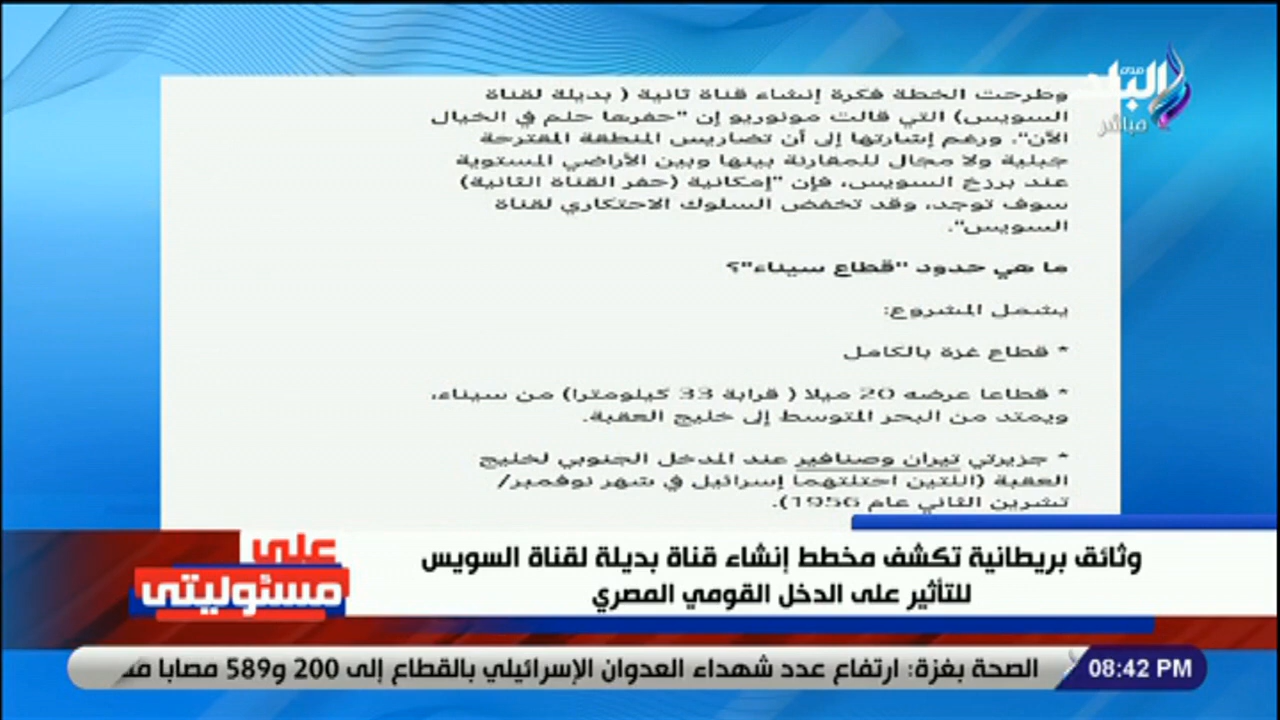 صدى
البلد
مباشر
وطرحت الخطة فكرة إنشاء قناة ثانية ( بديلة لقناة
السويس) التي قالت مونوريو إن "حفرها حلم في الخيال
الآن". ورغم إشارتها إلى أن تضاريس المنطقة المقترحة
جبلية ولا مجال للمقارنة بينها وبين الأراضي المستوية
عند برزخ السويس، فإن "إمكانية (حفر القناة الثانية)
سوف توجد، وقد تخفض السلوك الاحتكاري لقناة
السويس".
ما هي حدود "قطاع سيناء"؟
يشمل المشروع:
* قطاع غزة بالكامل
* قطاعا عرضه 20 ميلا ( قرابة 33 كيلومترا) من سيناء،
ويمتد من البحر المتوسط إلى خليج العقبة.
* جزيرتي تيران وصنافير عند المدخل الجنوبي لخليج
العقبة (اللتين احتلتهما إسرائيل في شهر نوفمبر/
تشرين الثاني عام 1956).
على
مسئوليتى
وثائق بريطانية تكشف مخطط إنشاء قناة بديلة لقناة السويس
للتأثير على الدخل القومي المصري
08:42 PM
الصحة بغزة: ارتفاع عدد شهداء العدوان الإسرائيلي بالقطاع إلى 200 و589 مصابا